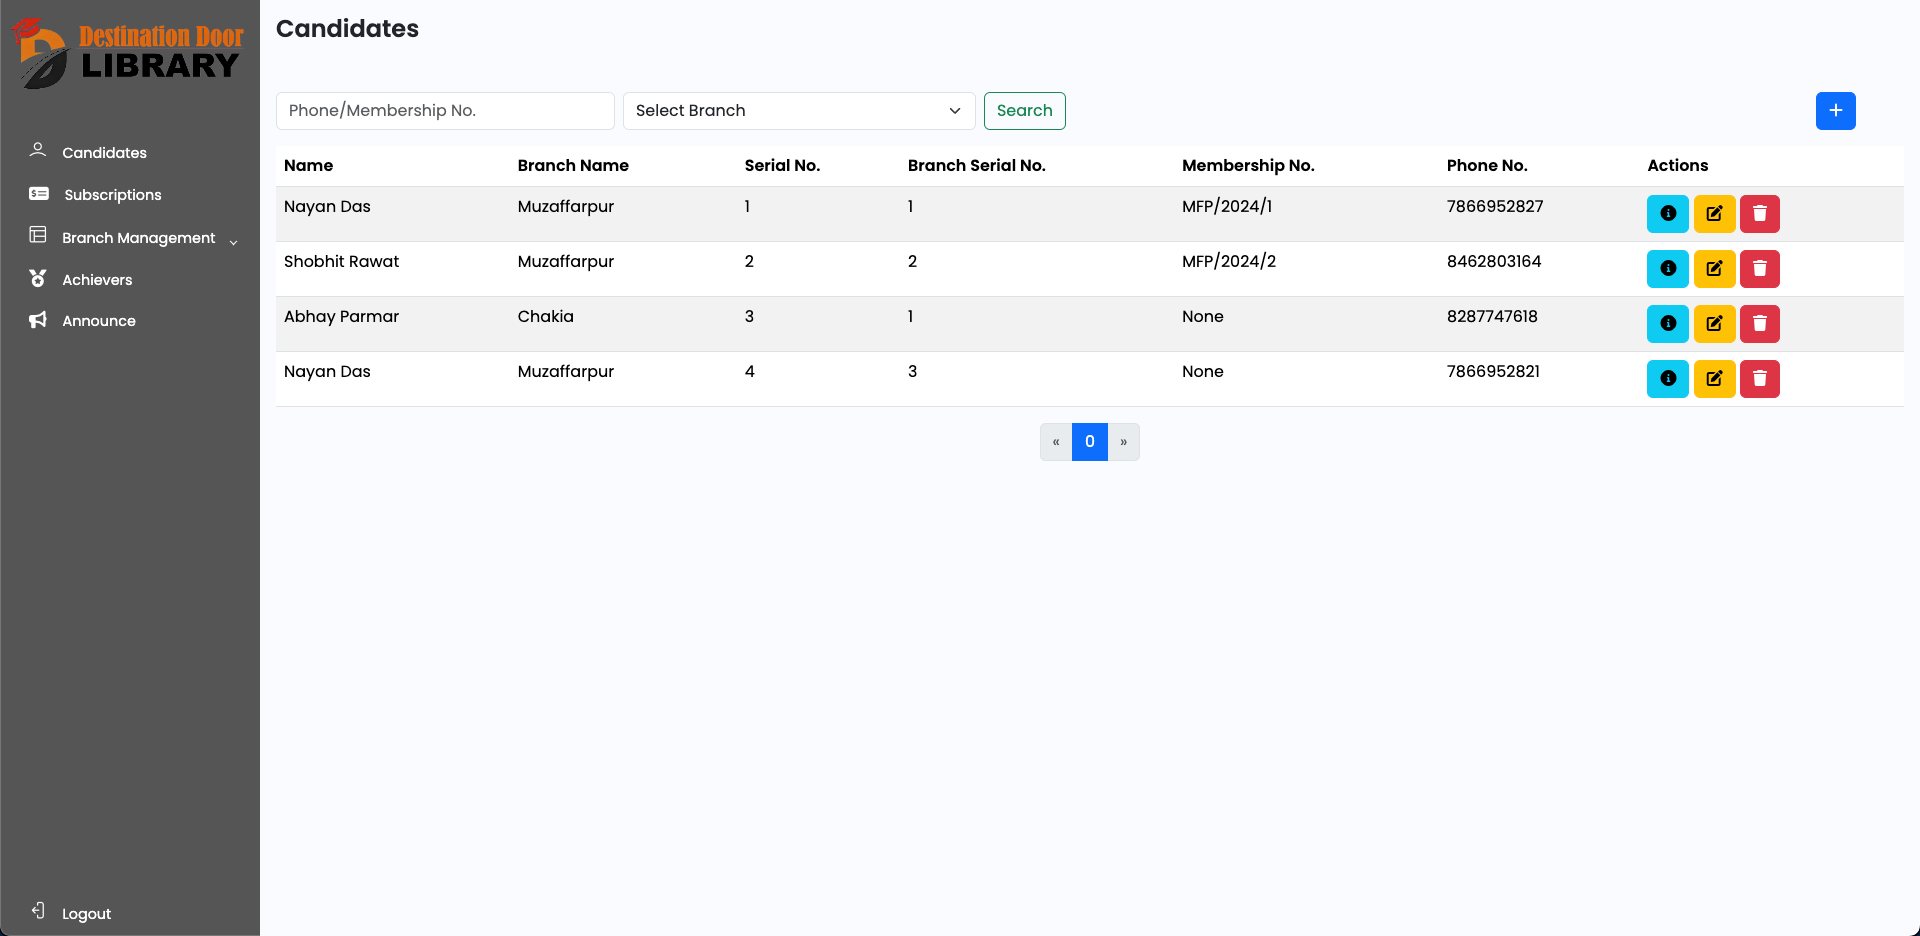 Destination Door
LIBRARY
Candidates
Subscriptions
Branch Management
Achievers
Announce
Logout
Candidates
Phone/Membership No. Select Branch Search +
Name Branch Name Serial No. Branch Serial No. Membership No. Phone No. Actions
Nayan Das Muzaffarpur 1 1 MFP/2024/1 7866952827
Shobhit Rawat Muzaffarpur 2 2 MFP/2024/2 8462803164
Abhay Parmar Chakia 3 1 None 8287747618
Nayan Das Muzaffarpur 4 3 None 7866952821
« 0 »